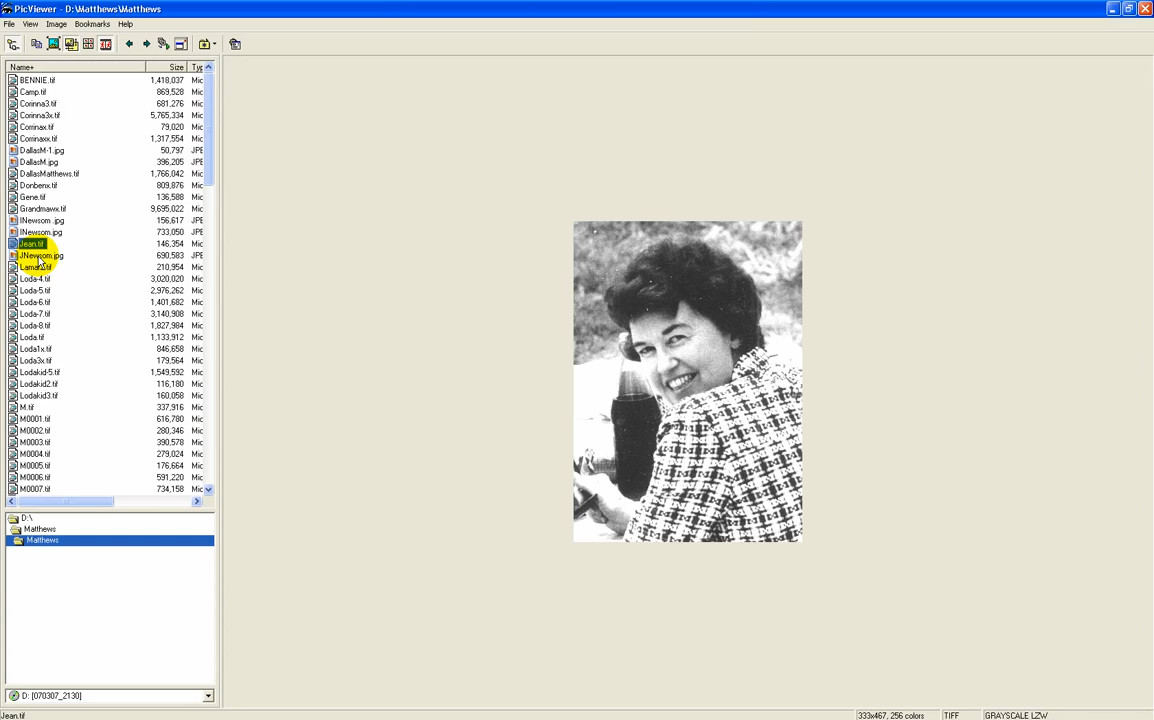 PicViewer - D:\Matthews\Matthews
File View Image Bookmarks Help
Name+ Size Typ
BENNIE.tif 1,418,037 Mic
Camp.tif 869,528 Mic
Corinna3.tif 681,276 Mic
Corinna3x.tif 5,765,334 Mic
Corrinax.tif 79,020 Mic
Corrinaxx.tif 1,317,554 Mic
DallasM-1.jpg 50,797 JPE
DallasM.jpg 396,205 JPE
DallasMatthews.tif 1,766,042 Mic
Donbenx.tif 809,876 Mic
Gene.tif 136,588 Mic
Grandmawx.tif 9,695,022 Mic
INewsom .jpg 156,617 JPE
INewsom.jpg 733,050 JPE
Jean.tif 146,354 Mic
JNewsom.jpg 690,583 JPE
210,954 Mic
Loda-4.tif 3,020,020 Mic
Loda-5.tif 2,976,262 Mic
Loda-6.tif 1,401,682 Mic
Loda-7.tif 3,140,908 Mic
Loda-8.tif 1,827,984 Mic
Loda.tif 1,133,912 Mic
Loda1x.tif 846,658 Mic
Loda3x.tif 179,564 Mic
Lodakid-5.tif 1,549,592 Mic
Lodakid2.tif 116,180 Mic
Lodakid3.tif 160,058 Mic
M.tif 337,916 Mic
M0001.tif 616,780 Mic
M0002.tif 280,346 Mic
M0003.tif 390,578 Mic
M0004.tif 279,024 Mic
M0005.tif 176,664 Mic
M0006.tif 591,220 Mic
M0007.tif 734,158 Mic
D:\
Matthews
Matthews
D: [070307_2130]
Jean.tif 333x467, 256 colors TIFF GRAYSCALE LZW